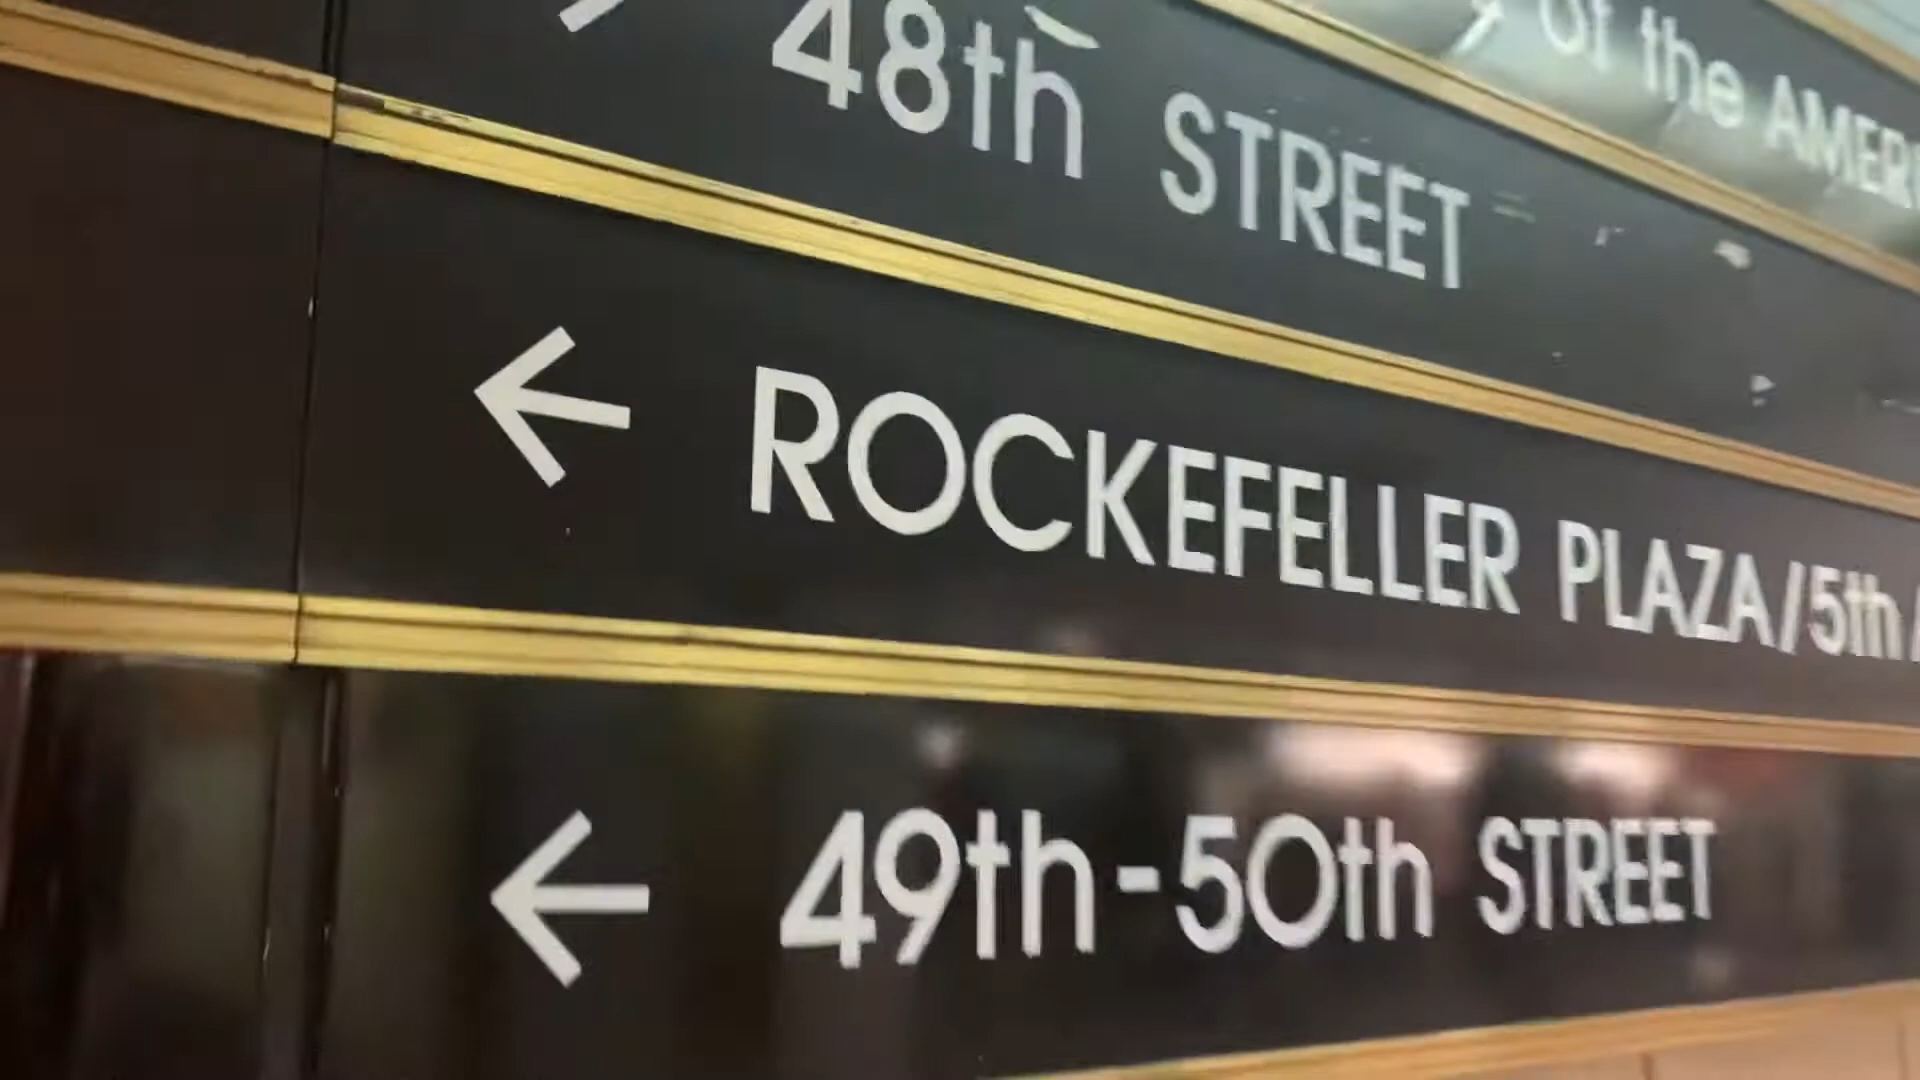 of the AMER
48th STREET
← ROCKEFELLER PLAZA/5th
← 49th-50th STREET